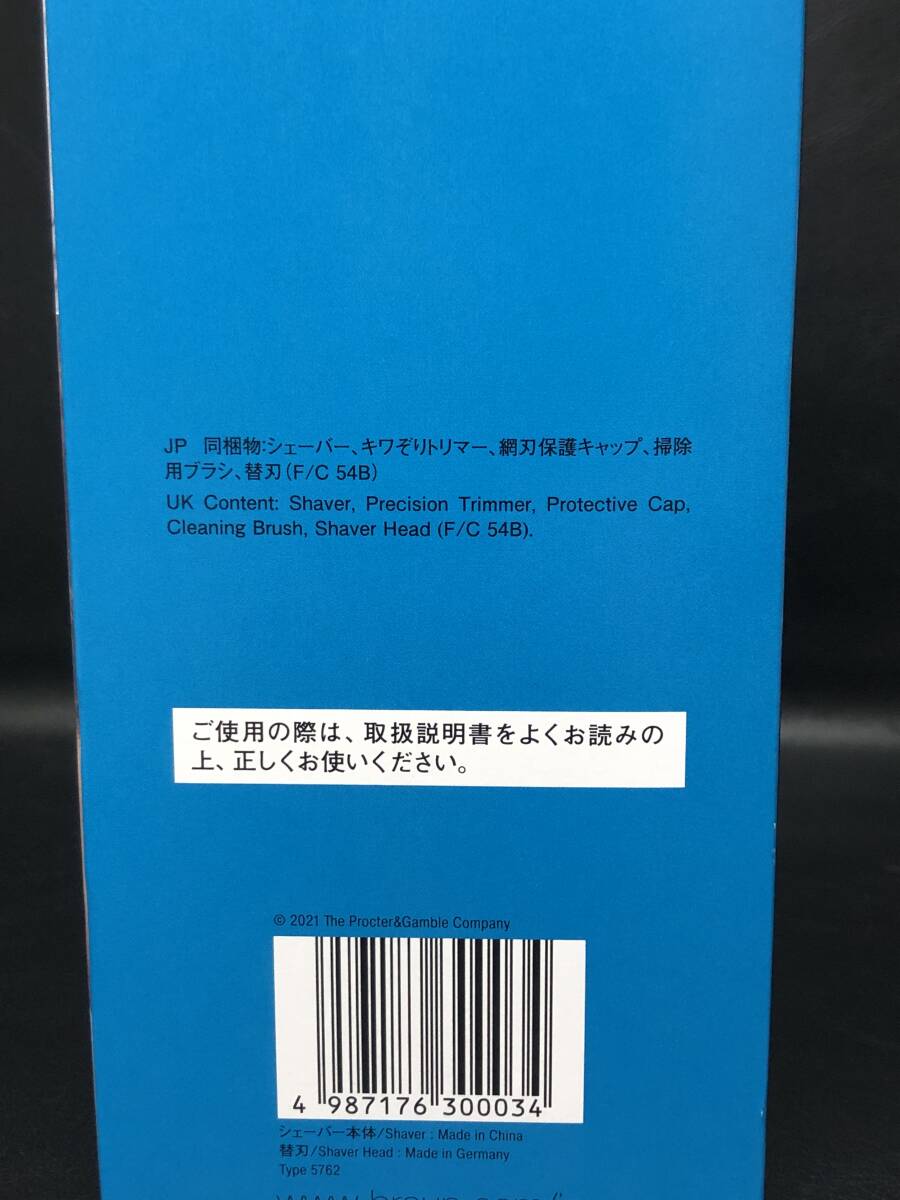 JP 同梱物:シェーバー、キワぞりトリマー、網刃保護キャップ、掃除
用ブラシ、替刃(F/C 54B)
UK Content: Shaver, Precision Trimmer, Protective Cap,
Cleaning Brush, Shaver Head (F/C 54B).
ご使用の際は、取扱説明書をよくお読みの
上、正しくお使いください。
© 2021 The Procter&Gamble Company
4 987176 300034
シェーバー本体/Shaver : Made in China
替刃/Shaver Head : Made in Germany
Type 5762